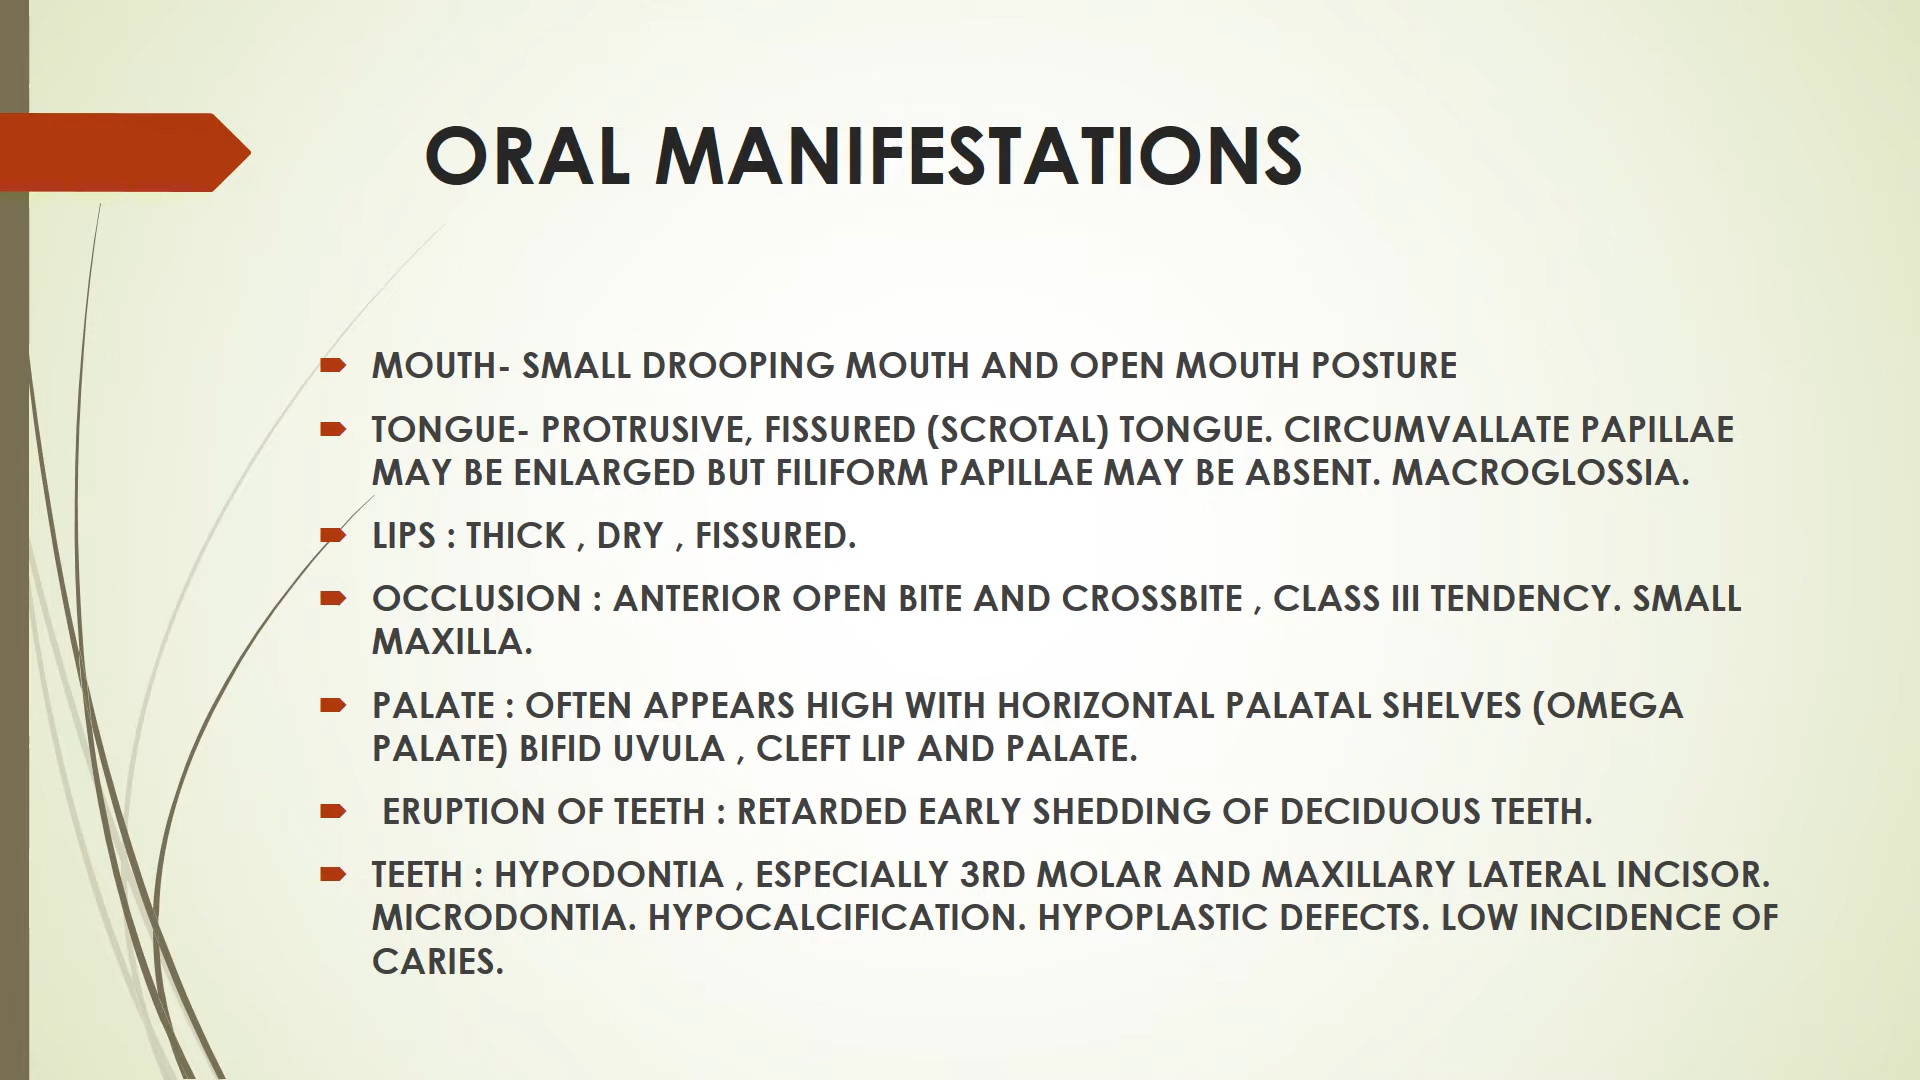 ORAL MANIFESTATIONS
MOUTH- SMALL DROOPING MOUTH AND OPEN MOUTH POSTURE
TONGUE- PROTRUSIVE, FISSURED (SCROTAL) TONGUE. CIRCUMVALLATE PAPILLAE
MAY BE ENLARGED BUT FILIFORM PAPILLAE MAY BE ABSENT. MACROGLOSSIA.
LIPS : THICK , DRY , FISSURED.
OCCLUSION : ANTERIOR OPEN BITE AND CROSSBITE , CLASS III TENDENCY. SMALL
MAXILLA.
PALATE : OFTEN APPEARS HIGH WITH HORIZONTAL PALATAL SHELVES (OMEGA
PALATE) BIFID UVULA , CLEFT LIP AND PALATE.
ERUPTION OF TEETH : RETARDED EARLY SHEDDING OF DECIDUOUS TEETH.
TEETH : HYPODONTIA , ESPECIALLY 3RD MOLAR AND MAXILLARY LATERAL INCISOR.
MICRODONTIA. HYPOCALCIFICATION. HYPOPLASTIC DEFECTS. LOW INCIDENCE OF
CARIES.